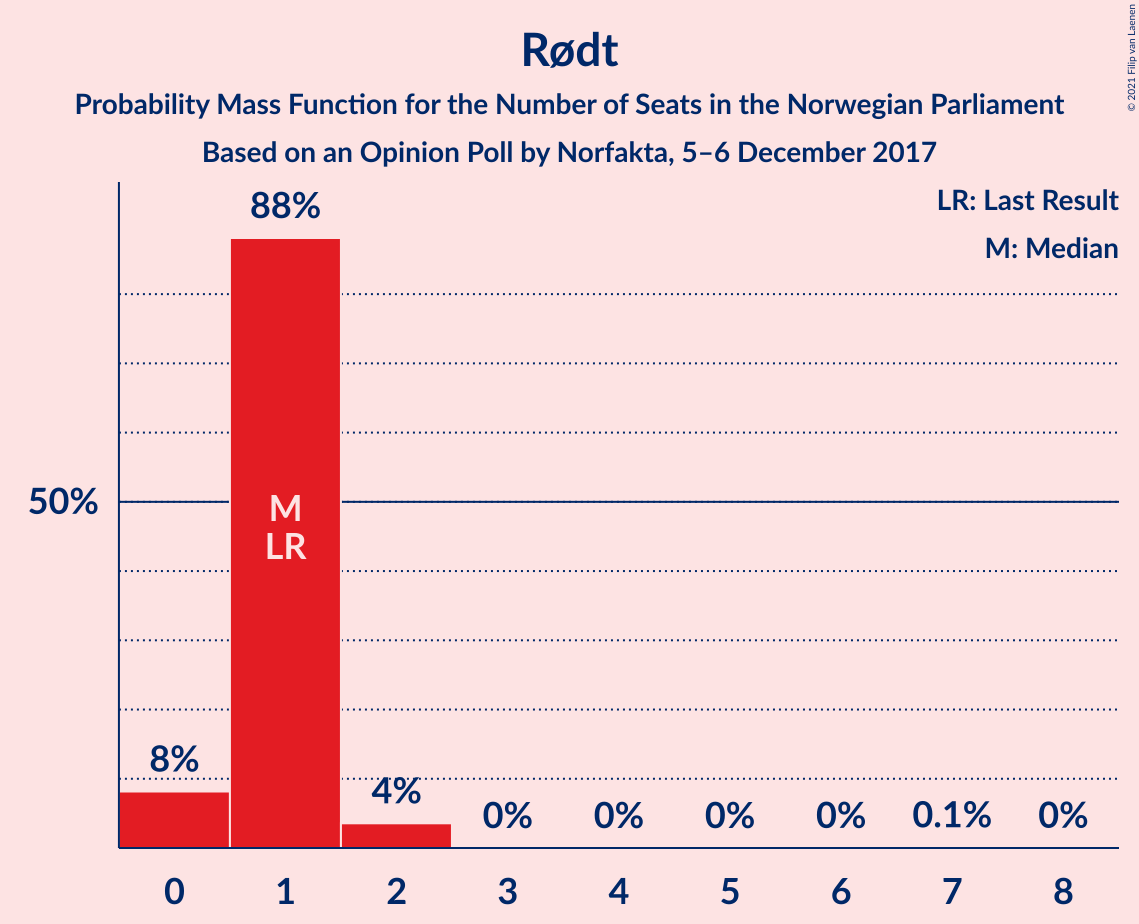 Rødt
Probability Mass Function for the Number of Seats in the Norwegian Parliament
Based on an Opinion Poll by Norfakta, 5–6 December 2017
© 2021 Filip van Laenen
LR: Last Result
M: Median
88%
50%
M
LR
8%
4%
0%
0%
0%
0%
0.1%
0%
0
1
2
3
4
5
6
7
8